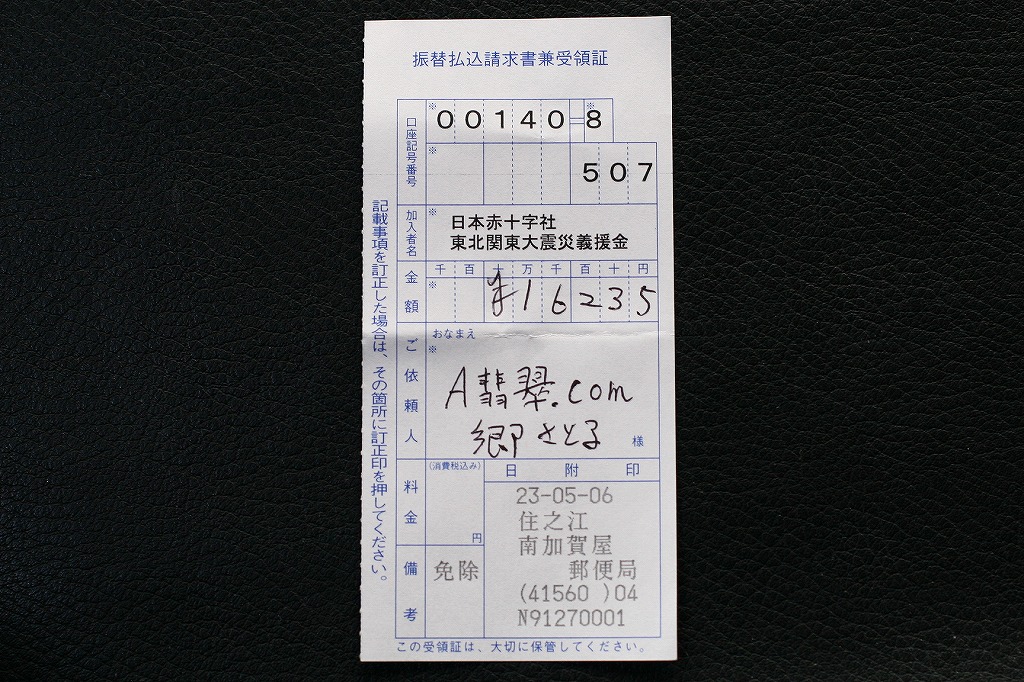 振替払込請求書兼受領証
口座記号番号
※ 00140=※8
※ 507
加入者名
※ 日本赤十字社
東北関東大震災義援金
金額
千百十万千百十円
※ ¥16235
ご依頼人
おなまえ
※
A翡翠.com
郷さとる 様
料金
(消費税込み)
円
備考
免除
日附印
23-05-06
住之江
南加賀屋
郵便局
(41560 )04
N91270001
記載事項を訂正した場合は、その箇所に訂正印を押してください。
この受領証は、大切に保管してください。